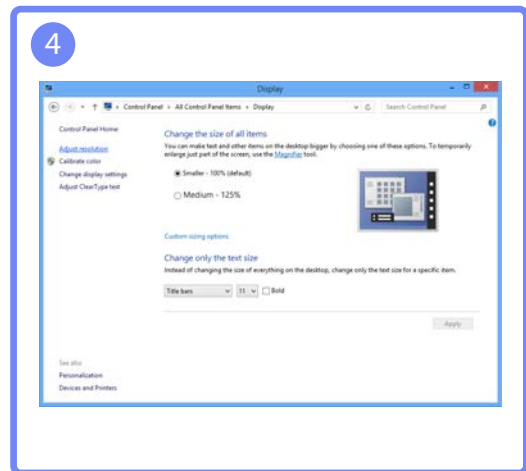 4
Display
Control Panel All Control Panel Items Display Search Control Panel
Control Panel Home
Adjust resolution
Calibrate color
Change display settings
Adjust ClearType text
Change the size of all items
You can make text and other items on the desktop bigger by choosing one of these options. To temporarily
enlarge just part of the screen, use the Magnifier tool.
Smaller - 100% (default)
Medium - 125%
Custom sizing options
Change only the text size
Instead of changing the size of everything on the desktop, change only the text size for a specific item.
Title bars 11 Bold
Apply
See also
Personalization
Devices and Printers